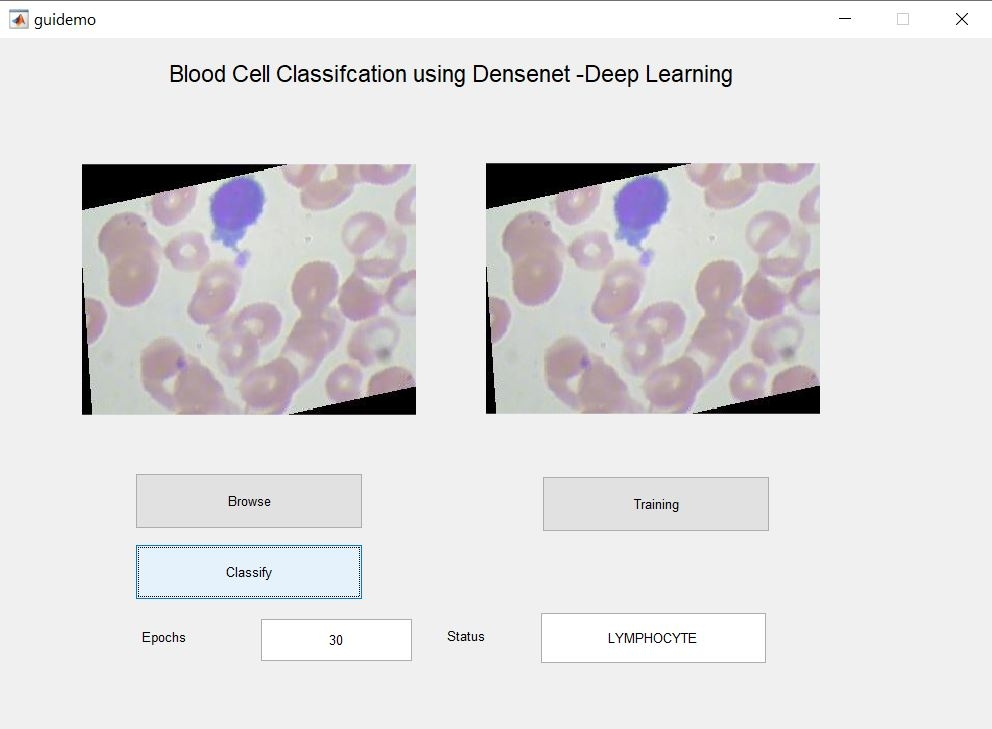 guidemo
Blood Cell Classifcation using Densenet -Deep Learning
Browse
Training
Classify
Epochs
30
Status
LYMPHOCYTE